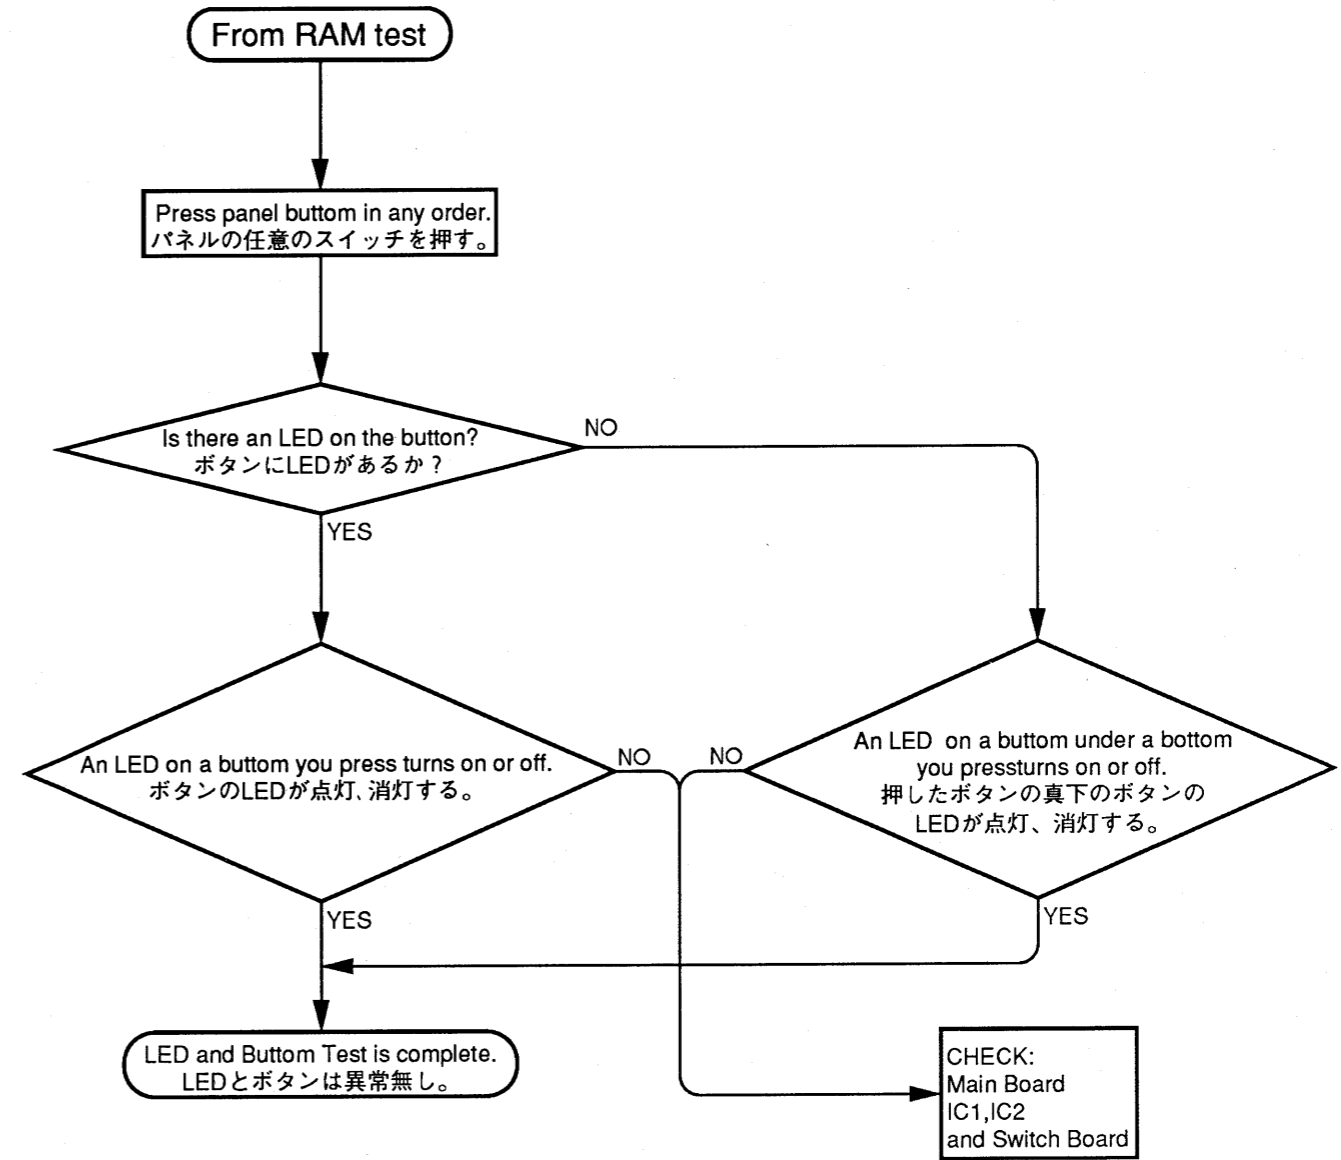 From RAM test
Press panel buttom in any order.
パネルの任意のスイッチを押す。
Is there an LED on the button?
ボタンにLEDがあるか？
NO
YES
An LED on a buttom you press turns on or off.
ボタンのLEDが点灯、消灯する。
NO
NO
An LED on a buttom under a bottom
you pressturns on or off.
押したボタンの真下のボタンの
LEDが点灯、消灯する。
YES
YES
LED and Buttom Test is complete.
LEDとボタンは異常無し。
CHECK:
Main Board
IC1,IC2
and Switch Board